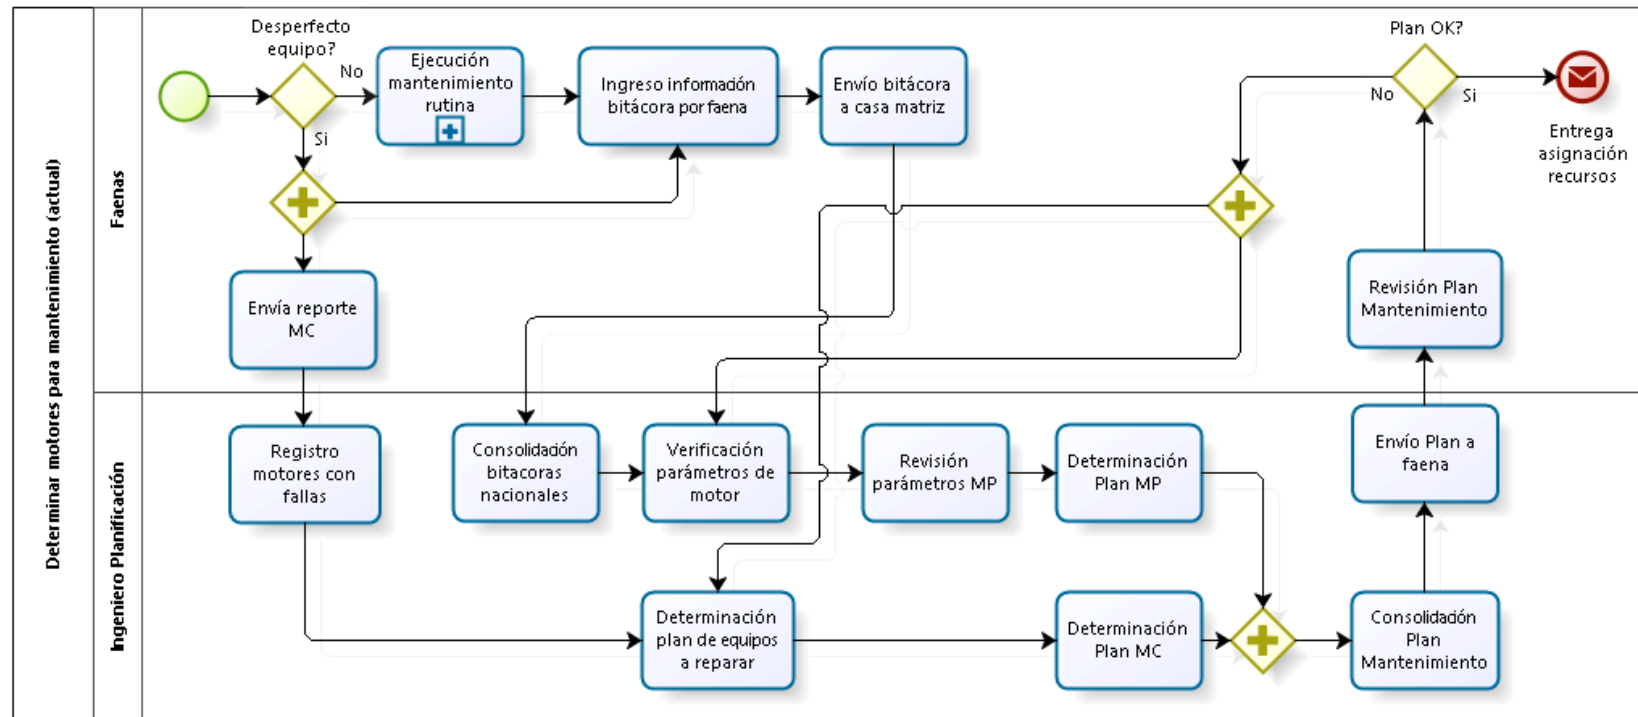 Determinar motores para mantenimiento (actual)
Faenas
Desperfecto
equipo?
No
Si
Ejecución
mantenimiento
rutina
Ingreso información
bitácora por faena
Envío bitácora
a casa matriz
Plan OK?
No
Si
Entrega
asignación
recursos
Envía reporte
MC
Revisión Plan
Mantenimiento
Ingeniero Planificación
Registro
motores con
fallas
Consolidación
bitacoras
nacionales
Verificación
parámetros de
motor
Revisión
parámetros MP
Determinación
Plan MP
Envío Plan a
faena
Determinación
plan de equipos
a reparar
Determinación
Plan MC
Consolidación
Plan
Mantenimiento